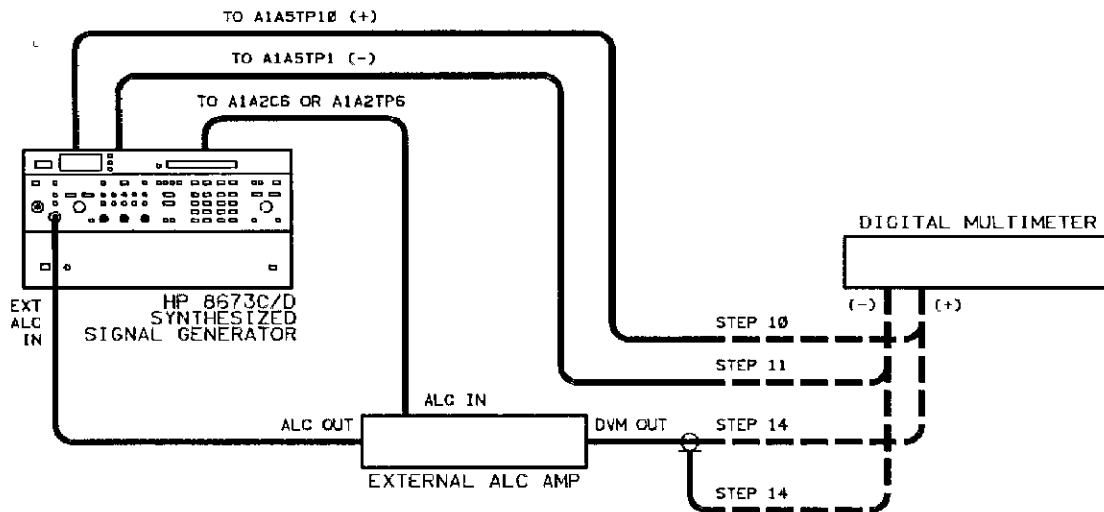 TO A1A5TP10 (+)
TO A1A5TP1 (-)
TO A1A2C6 OR A1A2TP6
DIGITAL MULTIMETER
(-)
(+)
EXT
ALC
IN
HP 8673C/D
SYNTHESIZED
SIGNAL GENERATOR
STEP 10
STEP 11
ALC IN
ALC OUT
DVM OUT
STEP 14
EXTERNAL ALC AMP
STEP 14